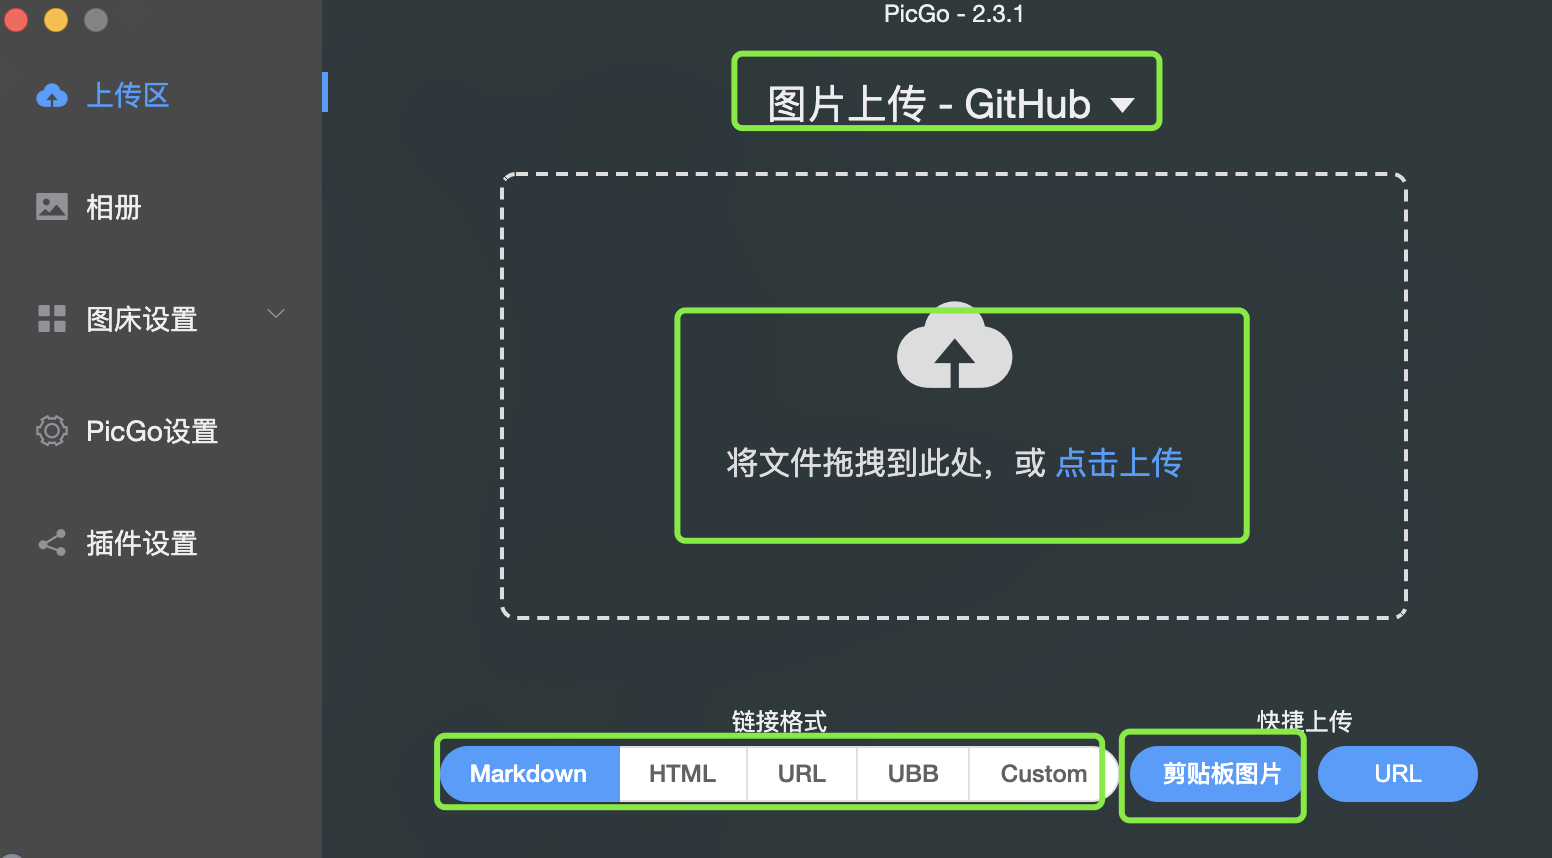 PicGo - 2.3.1
上传区
相册
图床设置
PicGo设置
插件设置
图片上传 - GitHub
将文件拖拽到此处，或 点击上传
链接格式
Markdown
HTML
URL
UBB
Custom
快捷上传
剪贴板图片
URL